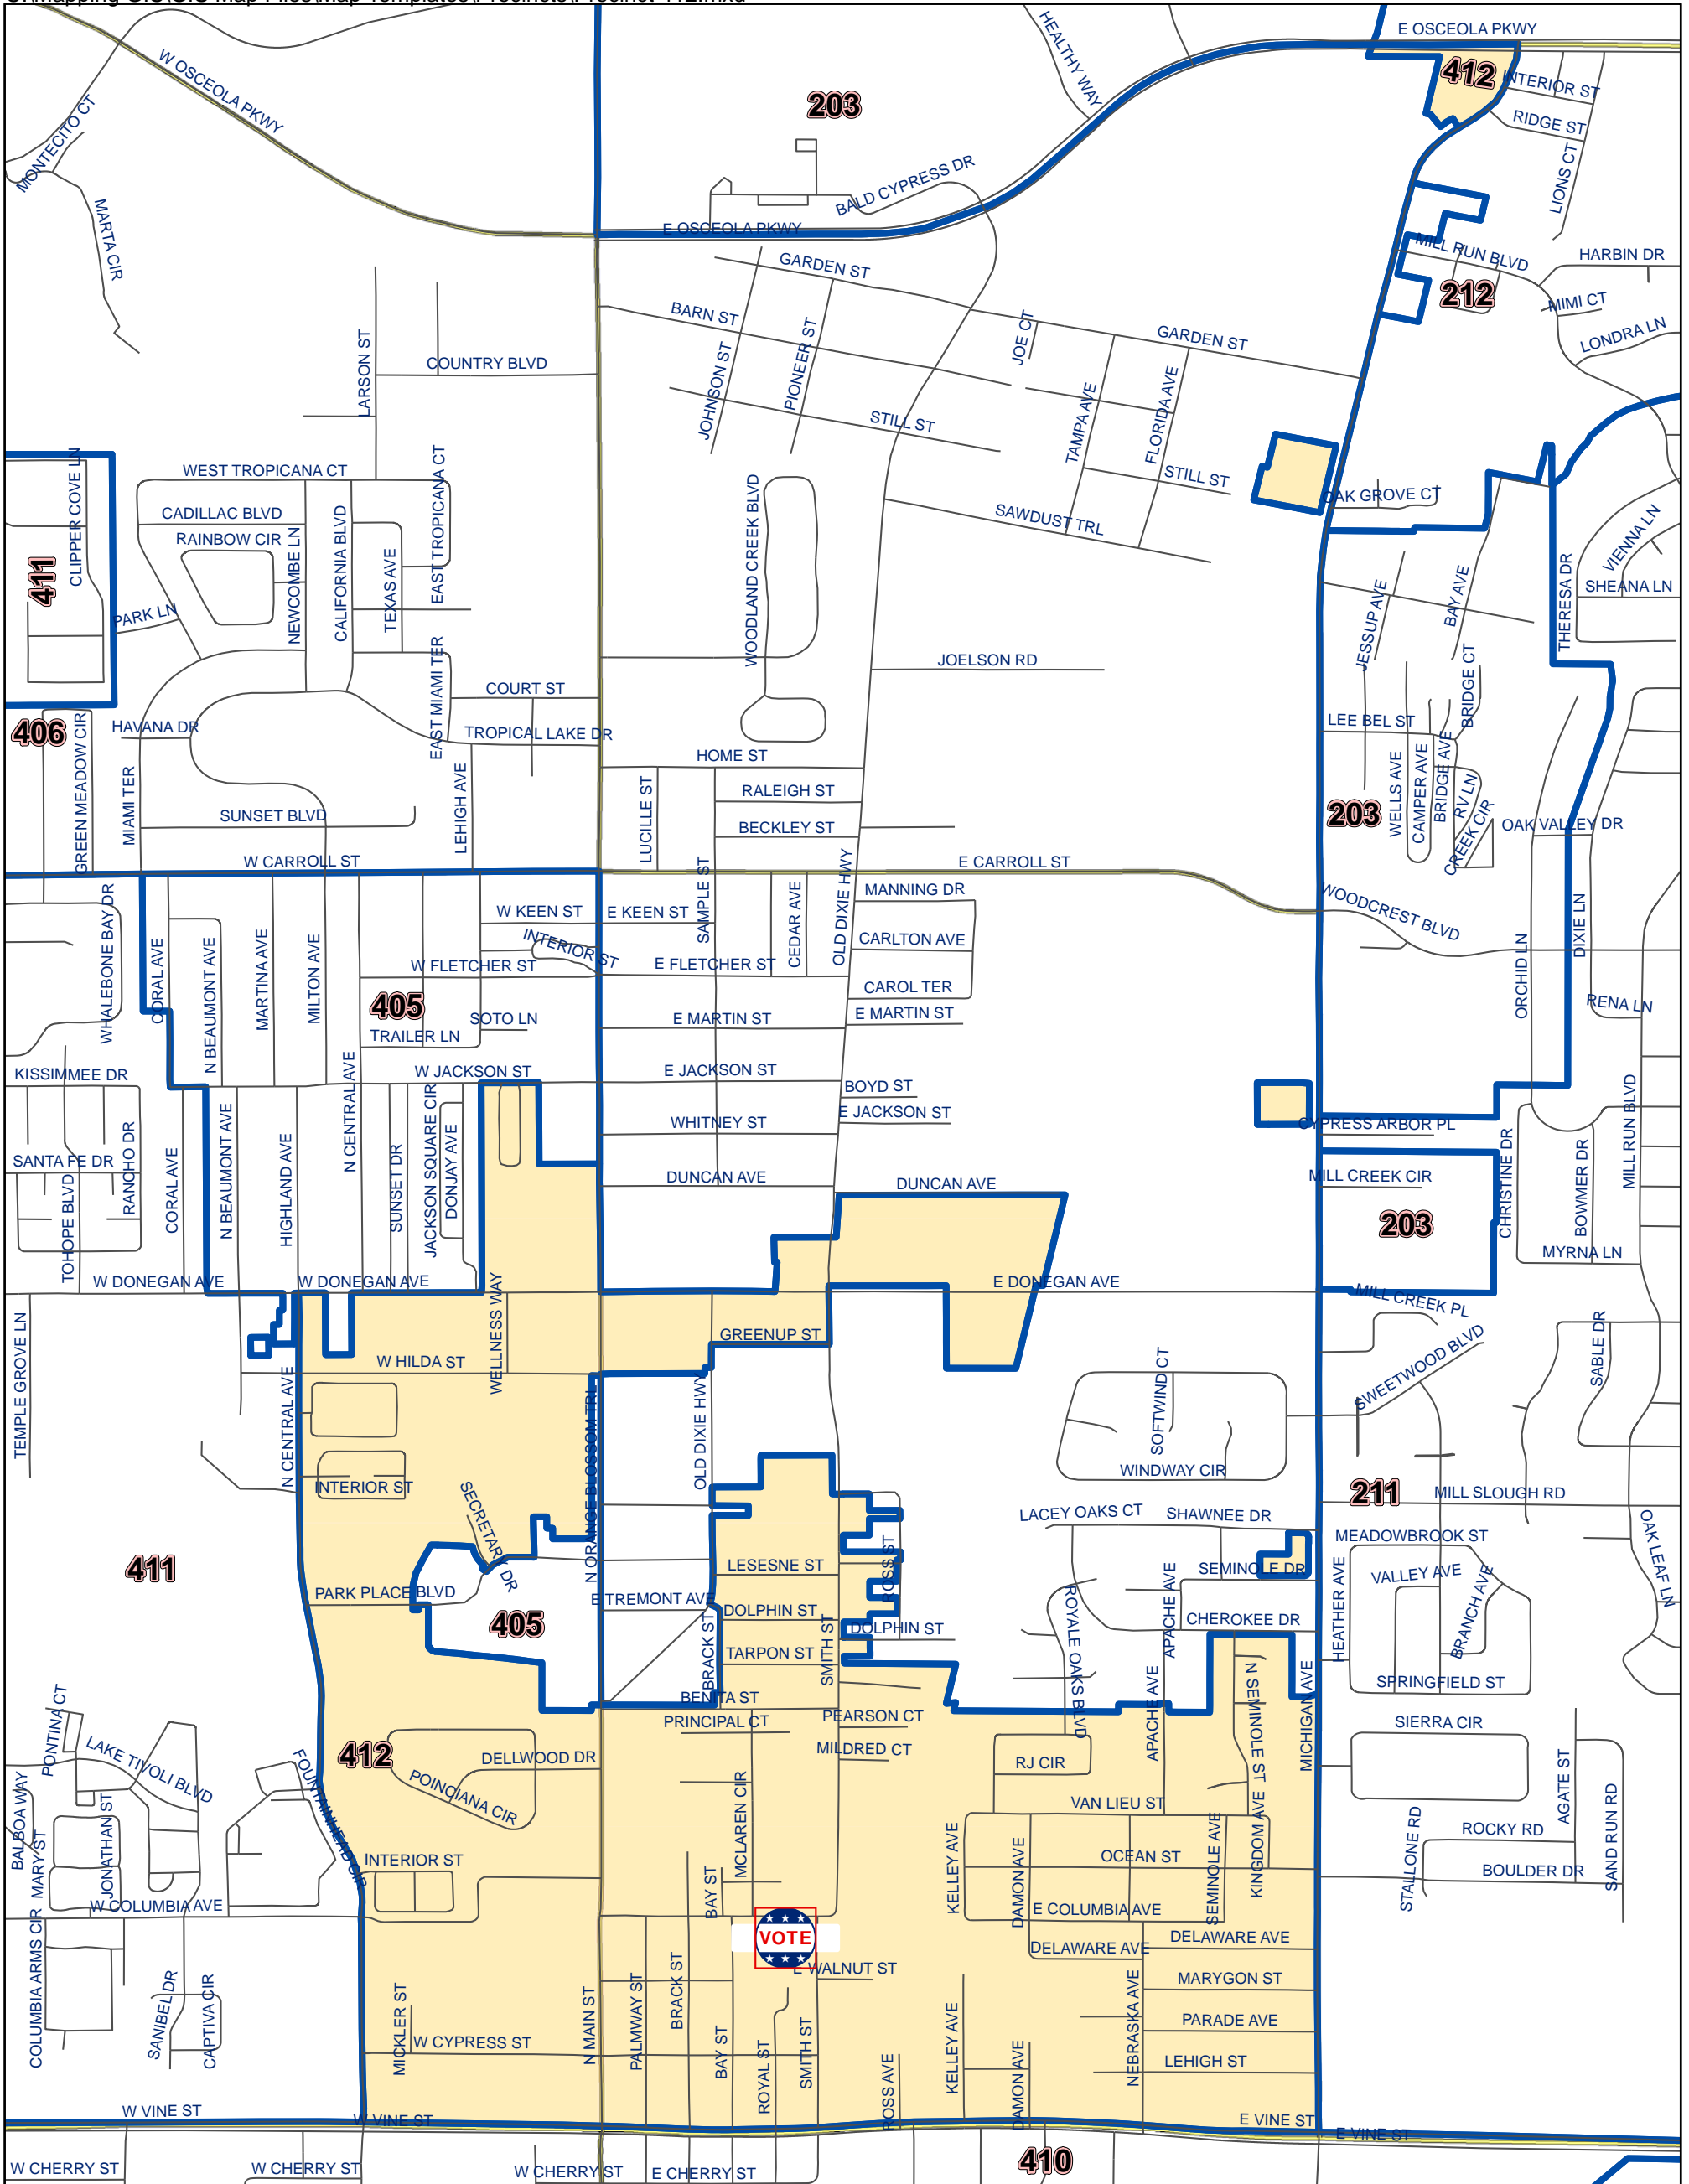 E OSCEOLA PKWY
W OSCEOLA PKWY
HEALTHY WAY
412
INTERIOR ST
RIDGE ST
LIONS CT
203
MONTECITO CT
MARTA CIR
BALD CYPRESS DR
E OSCEOLA PKWY
MILL RUN BLVD
HARBIN DR
212
MIMI CT
LONDRA LN
GARDEN ST
BARN ST
JOHNSON ST
PIONEER ST
JOE CT
GARDEN ST
LARSON ST
COUNTRY BLVD
STILL ST
TAMPA AVE
FLORIDA AVE
STILL ST
OAK GROVE CT
SAWDUST TRL
CLIPPER COVE LN
411
WEST TROPICANA CT
CADILLAC BLVD
RAINBOW CIR
NEWCOMBE LN
CALIFORNIA BLVD
TEXAS AVE
EAST TROPICANA CT
PARK LN
WOODLAND CREEK BLVD
VIENNA LN
SHEANA LN
THERESA DR
JESSUP AVE
BAY AVE
JOELSON RD
EAST MIAMI TER
COURT ST
TROPICAL LAKE DR
406
HAVANA DR
GREEN MEADOW CIR
MIAMI TER
SUNSET BLVD
LEHIGH AVE
HOME ST
LUCILLE ST
RALEIGH ST
BECKLEY ST
LEE BEL ST
BRIDGE CT
WELLS AVE
CAMPER AVE
BRIDGE AVE
RV LN
CREEK CIR
203
OAK VALLEY DR
W CARROLL ST
E CARROLL ST
SAMPLE ST
OLD DIXIE HWY
WHALEBONE BAY DR
CORAL AVE
N BEAUMONT AVE
MARTINA AVE
MILTON AVE
W KEEN ST
E KEEN ST
INTERIOR ST
W FLETCHER ST
E FLETCHER ST
CEDAR AVE
MANNING DR
CARLTON AVE
CAROL TER
WOODCREST BLVD
ORCHID LN
DIXIE LN
RENA LN
405
SOTO LN
TRAILER LN
E MARTIN ST
E MARTIN ST
KISSIMMEE DR
W JACKSON ST
E JACKSON ST
BOYD ST
E JACKSON ST
WHITNEY ST
CYPRESS ARBOR PL
SANTA FE DR
TOHOPE BLVD
RANCHO DR
CORAL AVE
N BEAUMONT AVE
HIGHLAND AVE
N CENTRAL AVE
SUNSET DR
JACKSON SQUARE CIR
DONJAY AVE
DUNCAN AVE
DUNCAN AVE
MILL CREEK CIR
203
CHRISTINE DR
BOWMER DR
MILL RUN BLVD
MYRNA LN
W DONEGAN AVE
W DONEGAN AVE
E DONEGAN AVE
MILL CREEK PL
TEMPLE GROVE LN
WELLNESS WAY
GREENUP ST
W HILDA ST
SWEETWOOD BLVD
SABLE DR
N CENTRAL AVE
N ORANGE BLOSSOM TRL
OLD DIXIE HWY
SOFTWIND CT
WINDWAY CIR
INTERIOR ST
SECRETARY DR
211
MILL SLOUGH RD
LACEY OAKS CT
SHAWNEE DR
MEADOWBROOK ST
411
LESESNE ST
ROSS ST
SEMINOLE DR
VALLEY AVE
OAK LEAF LN
PARK PLACE BLVD
E TREMONT AVE
DOLPHIN ST
DOLPHIN ST
405
CHEROKEE DR
HEATHER AVE
BRANCH AVE
BRACK ST
TARPON ST
SMITH ST
ROYALE OAKS BLVD
APACHE AVE
SPRINGFIELD ST
BENITA ST
PRINCIPAL CT
PEARSON CT
APACHE AVE
N SEMINOLE ST
MICHIGAN AVE
SIERRA CIR
PONTINA CT
LAKE TIVOLI BLVD
412
DELLWOOD DR
POINCIANA CIR
MILDRED CT
RJ CIR
FOUNTAINHEAD CIR
BALBOA WAY
MARY ST
JONATHAN ST
MCLAREN CIR
VAN LIEU ST
AGATE ST
ROCKY RD
STALLONE RD
SAND RUN RD
INTERIOR ST
BAY ST
KELLEY AVE
DAMON AVE
OCEAN ST
SEMINOLE AVE
KINGDOM AVE
BOULDER DR
W COLUMBIA AVE
E COLUMBIA AVE
VOTE
DELAWARE AVE
DELAWARE AVE
COLUMBIA ARMS CIR
SANIBEL DR
CAPTIVA CIR
E WALNUT ST
MARYGON ST
MICKLER ST
N MAIN ST
PALMWAY ST
BRACK ST
BAY ST
ROYAL ST
SMITH ST
ROSS AVE
KELLEY AVE
DAMON AVE
NEBRASKA AVE
PARADE AVE
W CYPRESS ST
LEHIGH ST
W VINE ST
W VINE ST
E VINE ST
E VINE ST
W CHERRY ST
W CHERRY ST
W CHERRY ST
E CHERRY ST
410